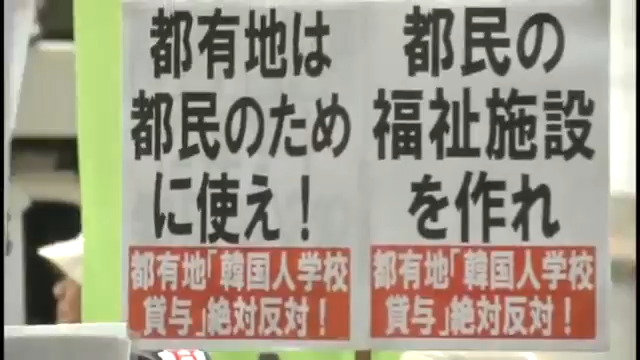 都有地は
都民のため
に使え！
都有地「韓国人学校
貸与」絶対反対！
都民の
福祉施設
を作れ
都有地「韓国人学校
貸与」絶対反対！